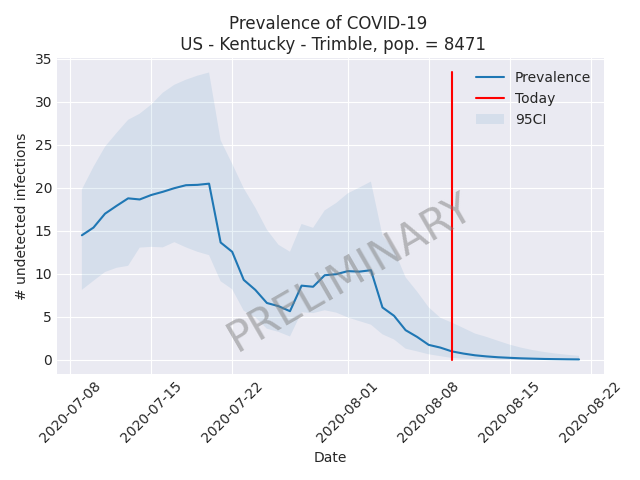 Prevalence of COVID-19
US - Kentucky - Trimble, pop. = 8471
# undetected infections
35
30
25
20
15
10
5
0
Prevalence
Today
95CI
PRELIMINARY
2020-07-08
2020-07-15
2020-07-22
2020-08-01
2020-08-08
2020-08-15
2020-08-22
Date